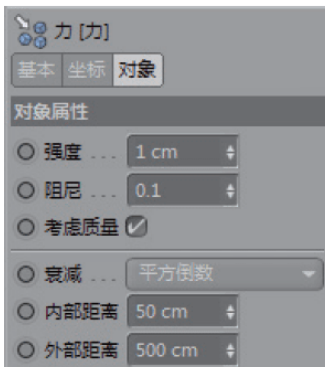 力 [力]
基本 坐标 对象
对象属性
强度 . . . . 1 cm
阻尼 . . . . 0.1
考虑质量
衰减 . . . . 平方倒数
内部距离 50 cm
外部距离 500 cm